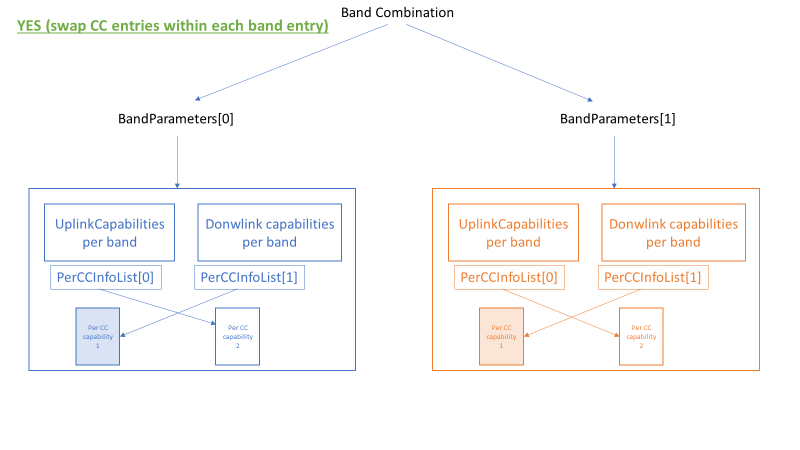 Band Combination
YES (swap CC entries within each band entry)
BandParameters[0]
BandParameters[1]
UplinkCapabilities
per band
Donwlink capabilities
per band
UplinkCapabilities
per band
Donwlink capabilities
per band
PerCCInfoList[0]
PerCCInfoList[1]
PerCCInfoList[0]
PerCCInfoList[1]
Per CC
capability
1
Per CC
capability
2
Per CC
capability
1
Per CC
capability
2